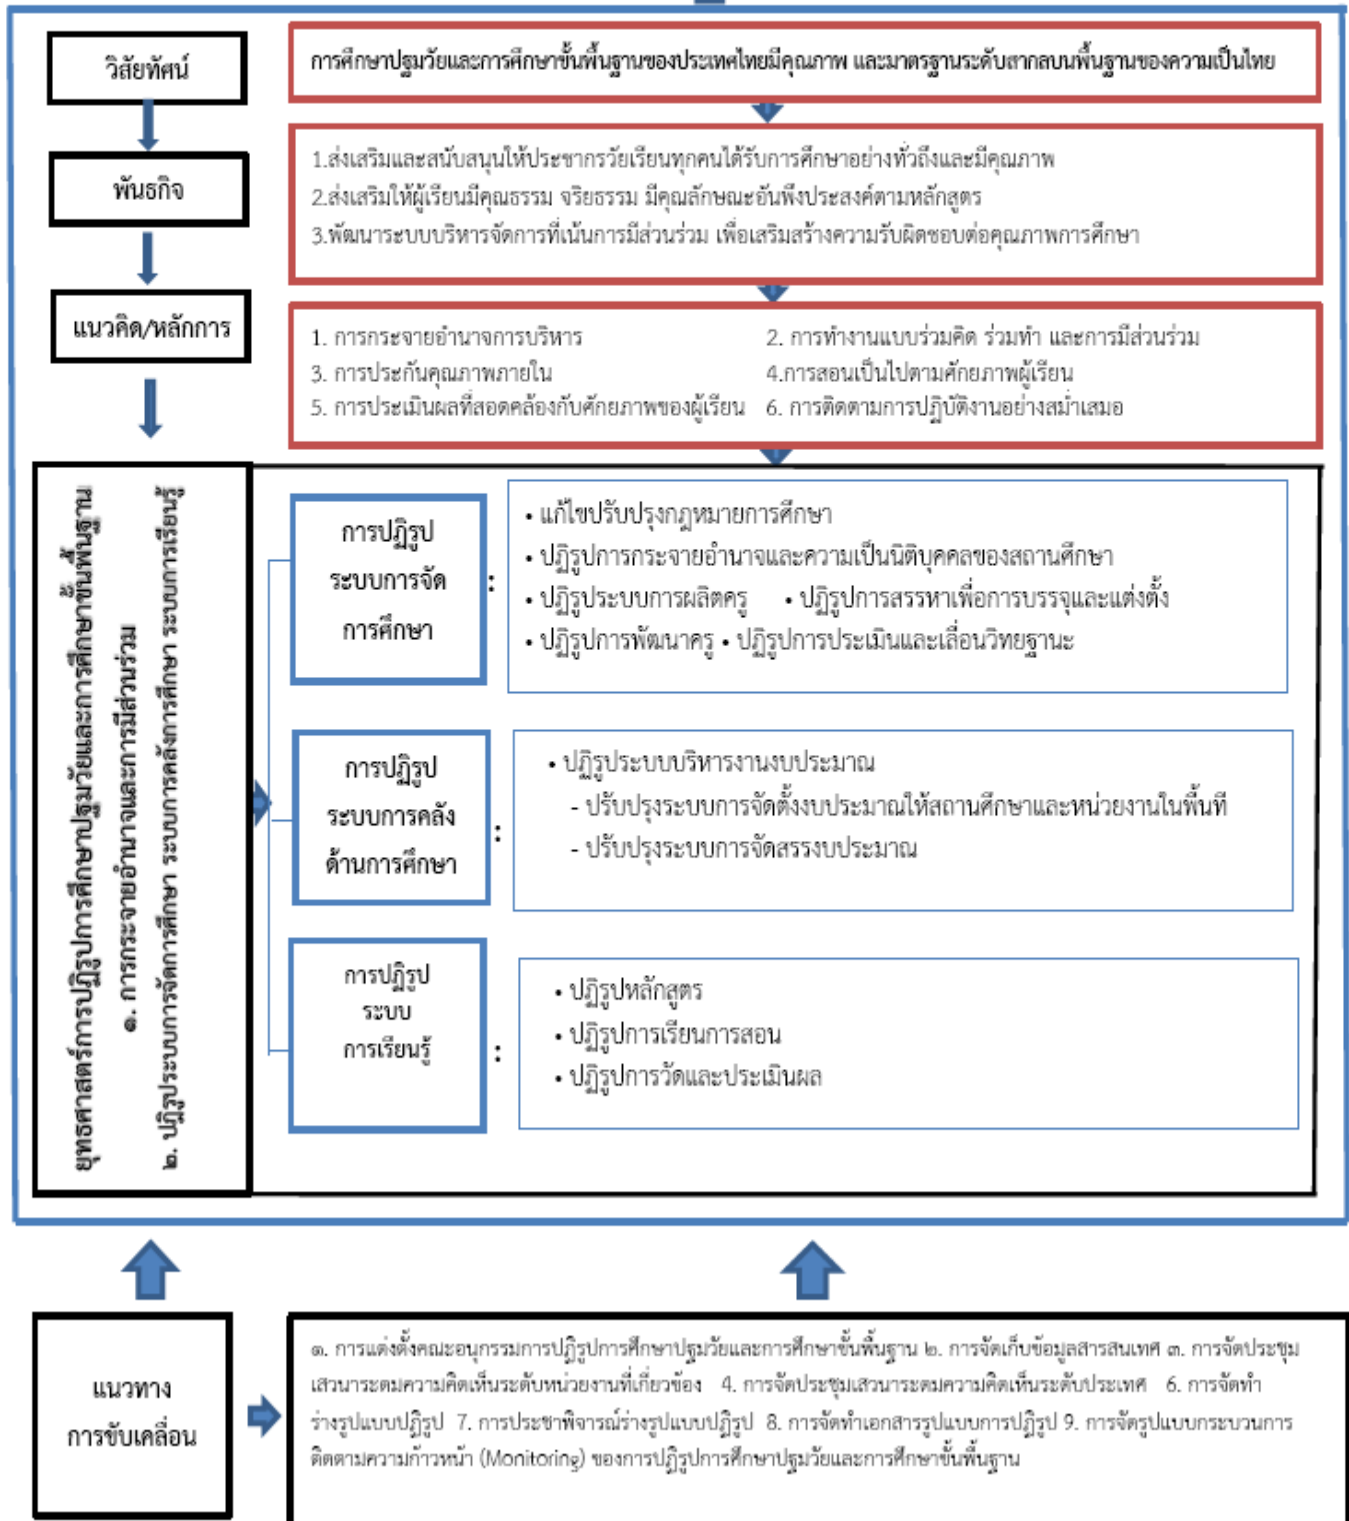 วิสัยทัศน์
การศึกษาปฐมวัยและการศึกษาขั้นพื้นฐานของประเทศไทยมีคุณภาพ และมาตรฐานระดับสากลบนพื้นฐานของความเป็นไทย
พันธกิจ
1.ส่งเสริมและสนับสนุนให้ประชากรวัยเรียนทุกคนได้รับการศึกษาอย่างทั่วถึงและมีคุณภาพ
2.ส่งเสริมให้ผู้เรียนมีคุณธรรม จริยธรรม มีคุณลักษณะอันพึงประสงค์ตามหลักสูตร
3.พัฒนาระบบบริหารจัดการที่เน้นการมีส่วนร่วม เพื่อเสริมสร้างความรับผิดชอบต่อคุณภาพการศึกษา
แนวคิด/หลักการ
1. การกระจายอำนาจการบริหาร 2. การทำงานแบบร่วมคิด ร่วมทำ และการมีส่วนร่วม
3. การประกันคุณภาพภายใน 4.การสอนเป็นไปตามศักยภาพผู้เรียน
5. การประเมินผลที่สอดคล้องกับศักยภาพของผู้เรียน 6. การติดตามการปฏิบัติงานอย่างสม่ำเสมอ
ยุทธศาสตร์การปฏิรูปการศึกษาปฐมวัยและการศึกษาขั้นพื้นฐาน
๑. การกระจายอำนาจและการมีส่วนร่วม
๒. ปฏิรูประบบการจัดการศึกษา ระบบการคลังการศึกษา ระบบการเรียนรู้
การปฏิรูป
ระบบการจัด
การศึกษา
:
• แก้ไขปรับปรุงกฎหมายการศึกษา
• ปฏิรูปการกระจายอำนาจและความเป็นนิติบุคคลของสถานศึกษา
• ปฏิรูประบบการผลิตครู • ปฏิรูปการสรรหาเพื่อการบรรจุและแต่งตั้ง
• ปฏิรูปการพัฒนาครู • ปฏิรูปการประเมินและเลื่อนวิทยฐานะ
การปฏิรูป
ระบบการคลัง
ด้านการศึกษา
:
• ปฏิรูประบบบริหารงานงบประมาณ
- ปรับปรุงระบบการจัดตั้งงบประมาณให้สถานศึกษาและหน่วยงานในพื้นที
- ปรับปรุงระบบการจัดสรรงบประมาณ
การปฏิรูป
ระบบ
การเรียนรู้
:
• ปฏิรูปหลักสูตร
• ปฏิรูปการเรียนการสอน
• ปฏิรูปการวัดและประเมินผล
แนวทาง
การขับเคลื่อน
๑. การแต่งตั้งคณะอนุกรรมการปฏิรูปการศึกษาปฐมวัยและการศึกษาขั้นพื้นฐาน ๒. การจัดเก็บข้อมูลสารสนเทศ ๓. การจัดประชุม
เสวนาระดมความคิดเห็นระดับหน่วยงานที่เกี่ยวข้อง 4. การจัดประชุมเสวนาระดมความคิดเห็นระดับประเทศ 6. การจัดทำ
ร่างรูปแบบปฏิรูป 7. การประชาพิจารณ์ร่างรูปแบบปฏิรูป 8. การจัดทำเอกสารรูปแบบการปฏิรูป 9. การจัดรูปแบบกระบวนการ
ติดตามความก้าวหน้า (Monitoring) ของการปฏิรูปการศึกษาปฐมวัยและการศึกษาขั้นพื้นฐาน